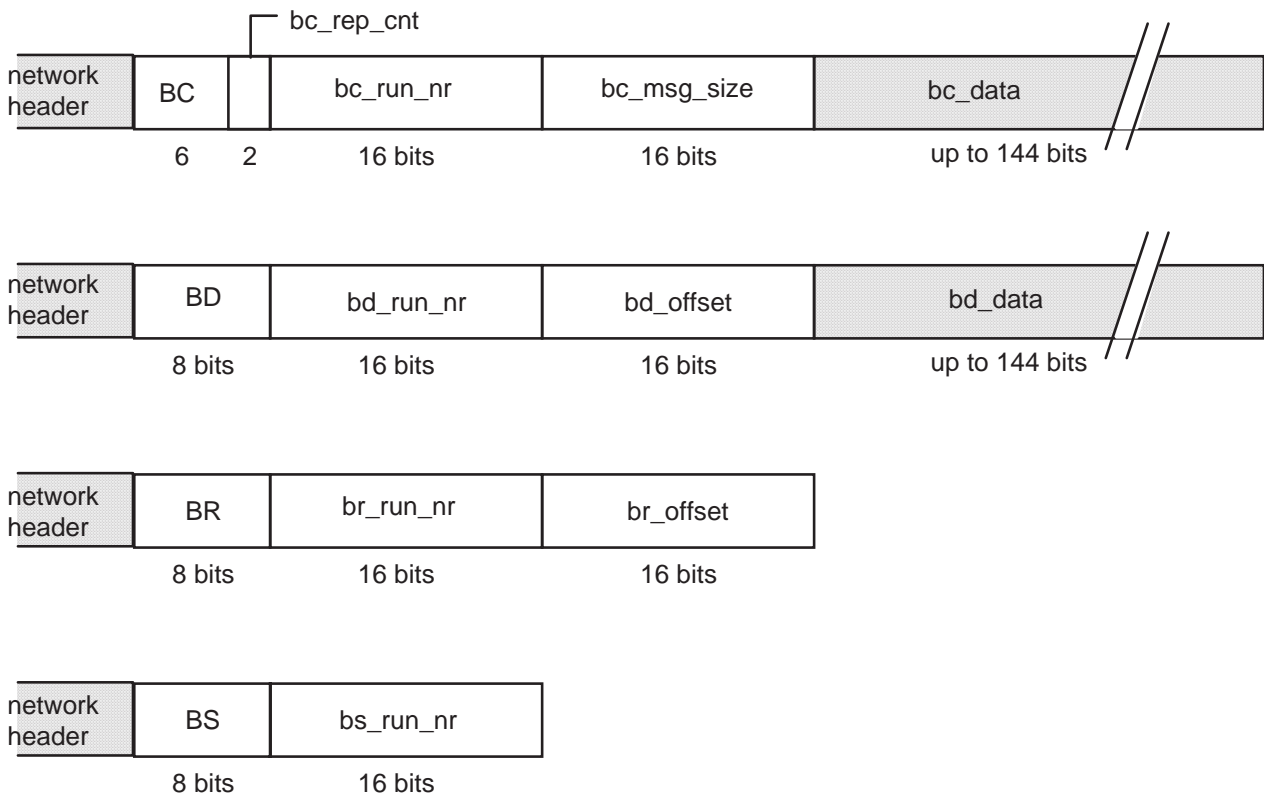 bc_rep_cnt
network
header
BC
bc_run_nr
bc_msg_size
bc_data
6
2
16 bits
16 bits
up to 144 bits
network
header
BD
bd_run_nr
bd_offset
bd_data
8 bits
16 bits
16 bits
up to 144 bits
network
header
BR
br_run_nr
br_offset
8 bits
16 bits
16 bits
network
header
BS
bs_run_nr
8 bits
16 bits